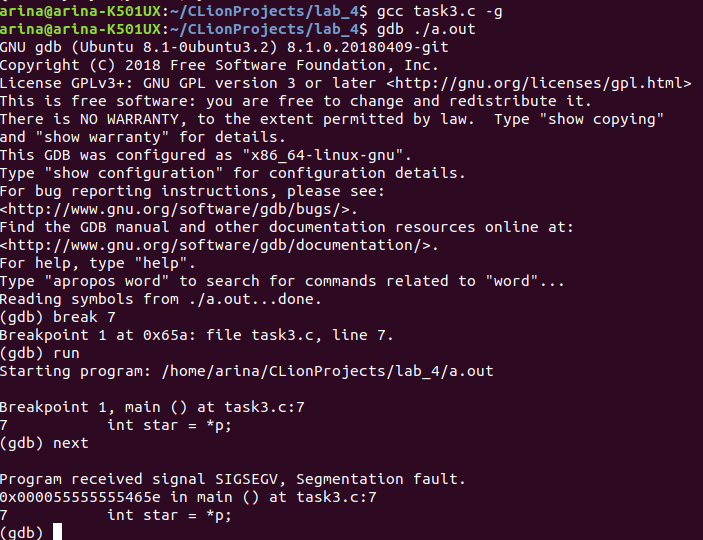 arina@arina-K501UX:~/CLionProjects/lab_4$ gcc task3.c -g
arina@arina-K501UX:~/CLionProjects/lab_4$ gdb ./a.out
GNU gdb (Ubuntu 8.1-0ubuntu3.2) 8.1.0.20180409-git
Copyright (C) 2018 Free Software Foundation, Inc.
License GPLv3+: GNU GPL version 3 or later <http://gnu.org/licenses/gpl.html>
This is free software: you are free to change and redistribute it.
There is NO WARRANTY, to the extent permitted by law.  Type "show copying"
and "show warranty" for details.
This GDB was configured as "x86_64-linux-gnu".
Type "show configuration" for configuration details.
For bug reporting instructions, please see:
<http://www.gnu.org/software/gdb/bugs/>.
Find the GDB manual and other documentation resources online at:
<http://www.gnu.org/software/gdb/documentation/>.
For help, type "help".
Type "apropos word" to search for commands related to "word"...
Reading symbols from ./a.out...done.
(gdb) break 7
Breakpoint 1 at 0x65a: file task3.c, line 7.
(gdb) run
Starting program: /home/arina/CLionProjects/lab_4/a.out
Breakpoint 1, main () at task3.c:7
7	    int star = *p;
(gdb) next
Program received signal SIGSEGV, Segmentation fault.
0x000055555555465e in main () at task3.c:7
7	    int star = *p;
(gdb)